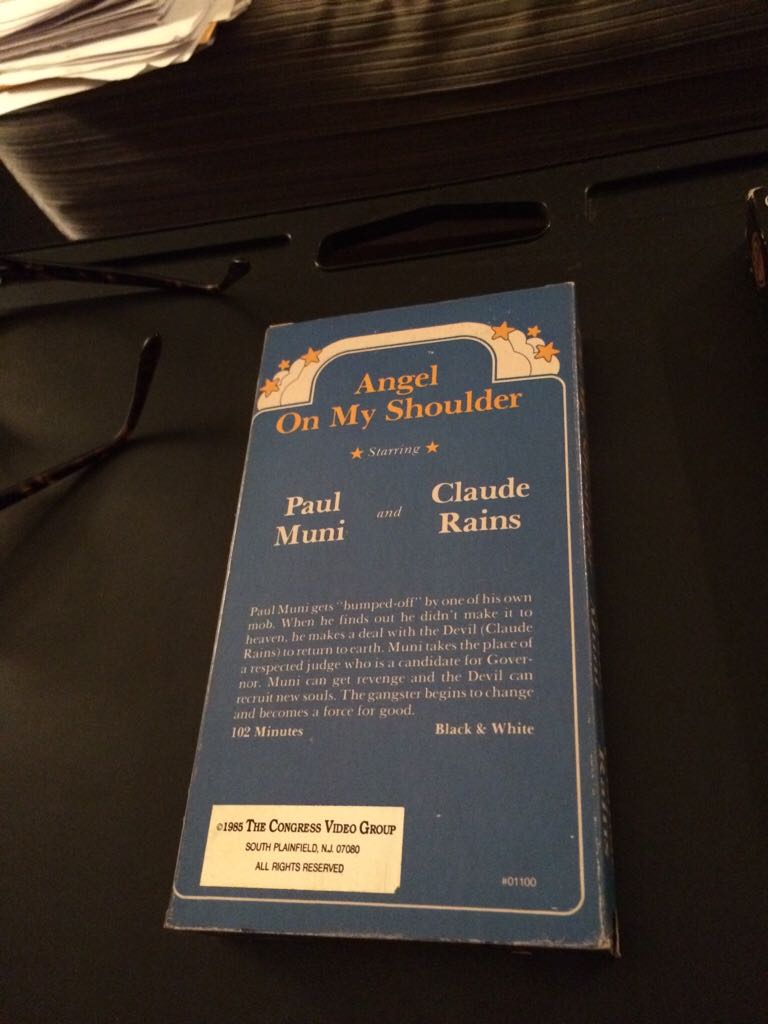 Angel
On My Shoulder
Starring
Paul
Muni
and
Claude
Rains
Paul Muni gets "bumped-off" by one of his own
mob. When he finds out he didn't make it to
heaven, he makes a deal with the Devil (Claude
Rains) to return to earth. Muni takes the place of
a respected judge who is a candidate for Gover-
nor. Muni can get revenge and the Devil can
recruit new souls. The gangster begins to change
and becomes a force for good.
102 Minutes Black & White
©1985 THE CONGRESS VIDEO GROUP
SOUTH PLAINFIELD, N.J. 07080
ALL RIGHTS RESERVED
#01100